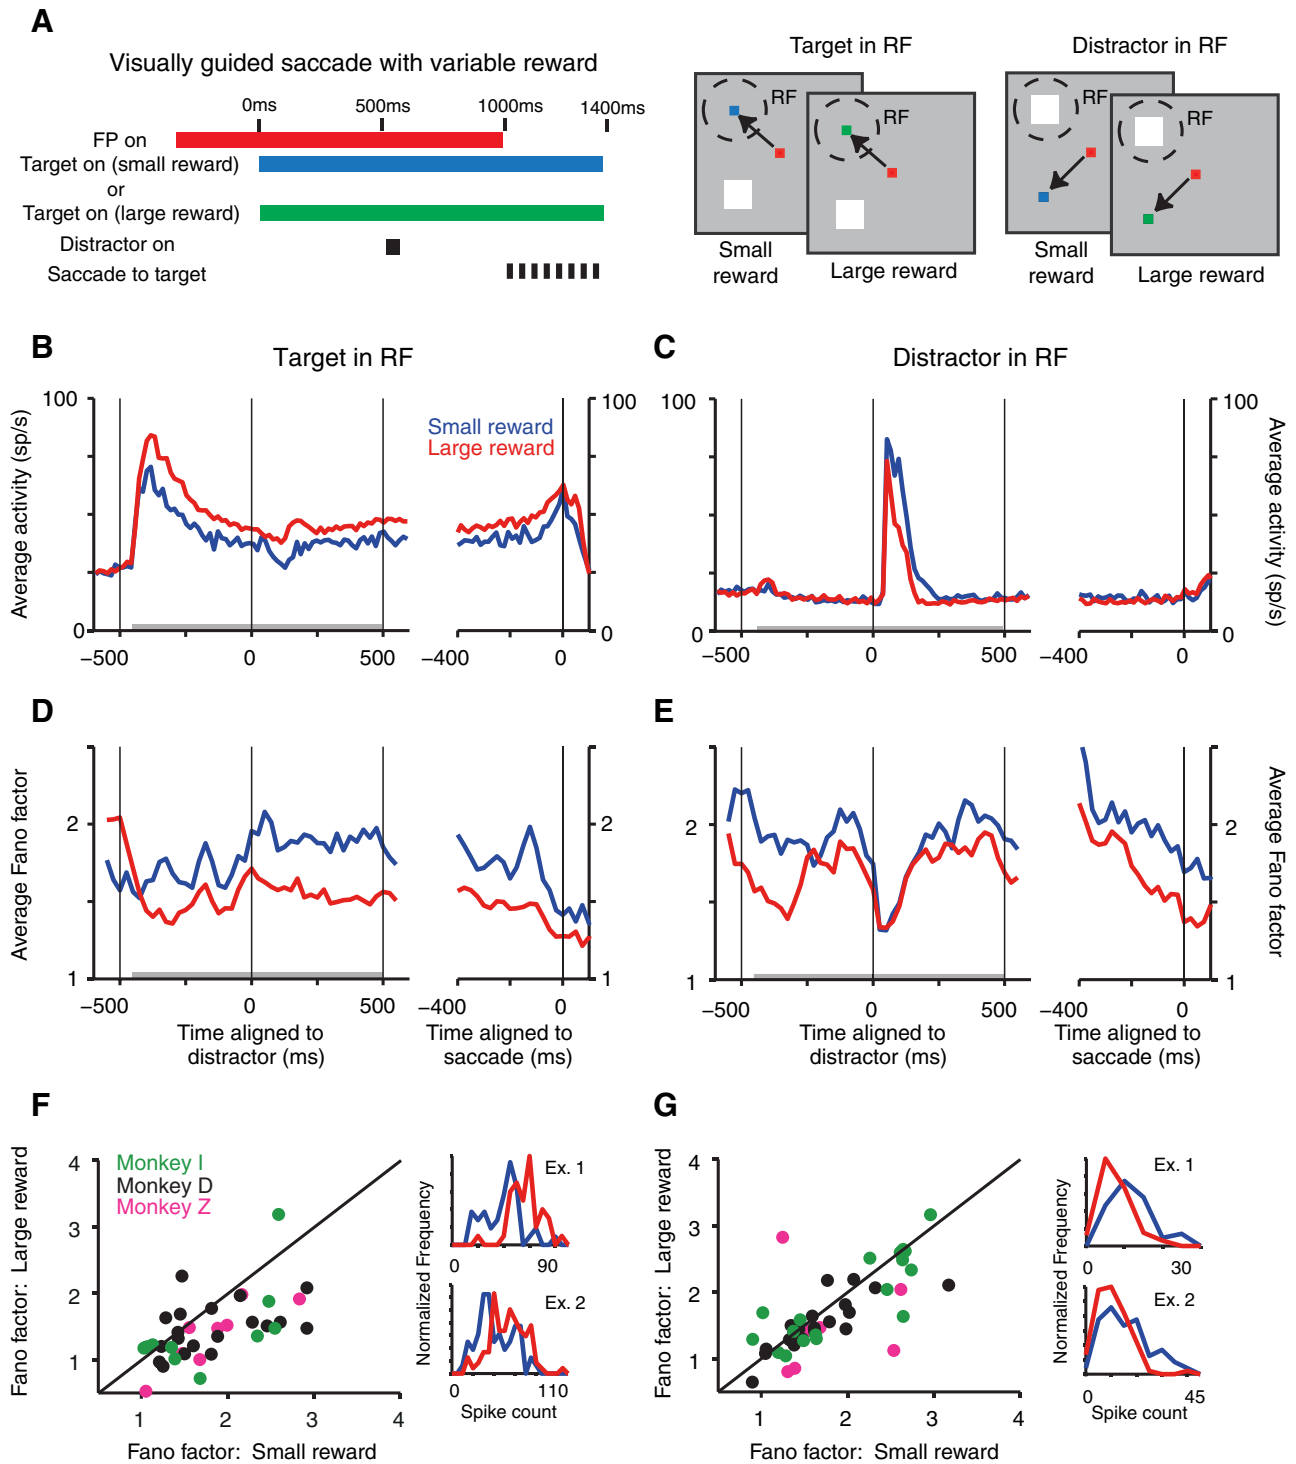 A
Visually guided saccade with variable reward
0ms 500ms 1000ms 1400ms
FP on
Target on (small reward)
or
Target on (large reward)
Distractor on
Saccade to target
Target in RF
RF
RF
Small
reward
Large reward
Distractor in RF
RF
RF
Small
reward
Large reward
B
Target in RF
Average activity (sp/s)
100
0
−500 0 500
Small reward
Large reward
100
0
−400 0
C
Distractor in RF
100
0
−500 0 500
100
0
−400 0
Average activity (sp/s)
D
Average Fano factor
2
1
−500 0 500
Time aligned to
distractor (ms)
2
1
−400 0
Time aligned to
saccade (ms)
E
2
1
−500 0 500
Time aligned to
distractor (ms)
2
1
−400 0
Time aligned to
saccade (ms)
Average Fano factor
F
Fano factor: Large reward
4
3
2
1
Monkey I
Monkey D
Monkey Z
1 2 3 4
Fano factor: Small reward
Normalized Frequency
Ex. 1
0 90
Ex. 2
0 110
Spike count
G
Fano factor: Large reward
4
3
2
1
1 2 3 4
Fano factor: Small reward
Normalized Frequency
Ex. 1
0 30
Ex. 2
0 45
Spike count